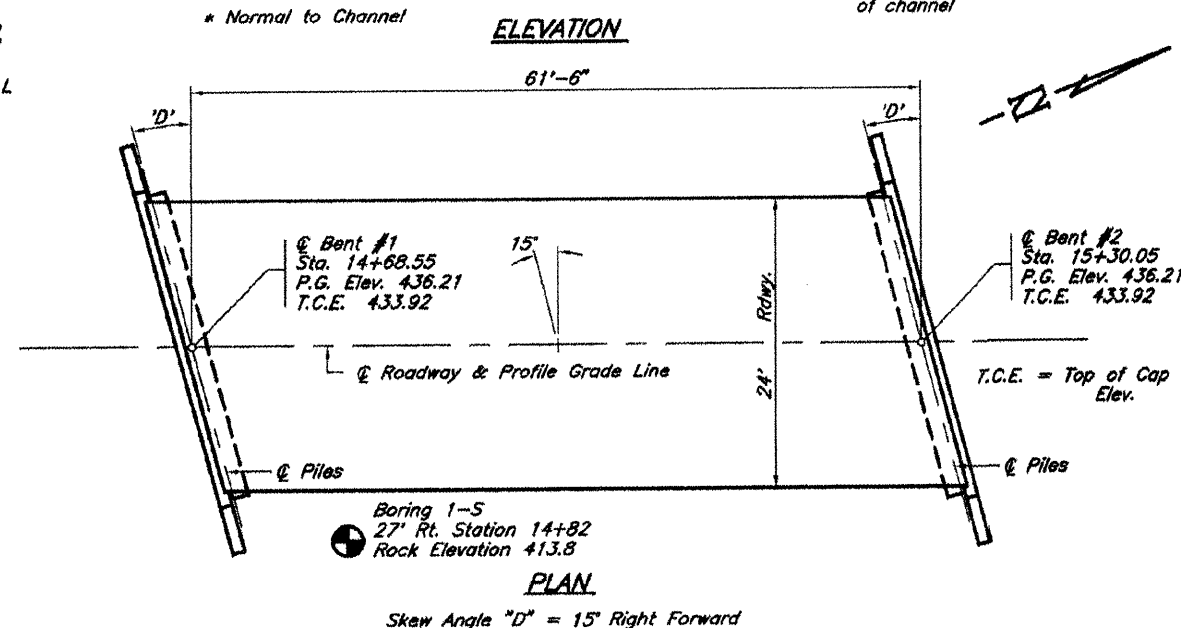 * Normal to Channel
of channel
ELEVATION
L
61'-6"
'D'
'D'
N
℄ Bent #1
Sta. 14+68.55
P.G. Elev. 436.21
T.C.E. 433.92
15°
Rdwy.
24'
℄ Bent #2
Sta. 15+30.05
P.G. Elev. 436.21
T.C.E. 433.92
℄ Roadway & Profile Grade Line
T.C.E. = Top of Cap
Elev.
℄ Piles
℄ Piles
Boring 1-S
27' Rt. Station 14+82
Rock Elevation 413.8
PLAN
Skew Angle "D" = 15° Right Forward